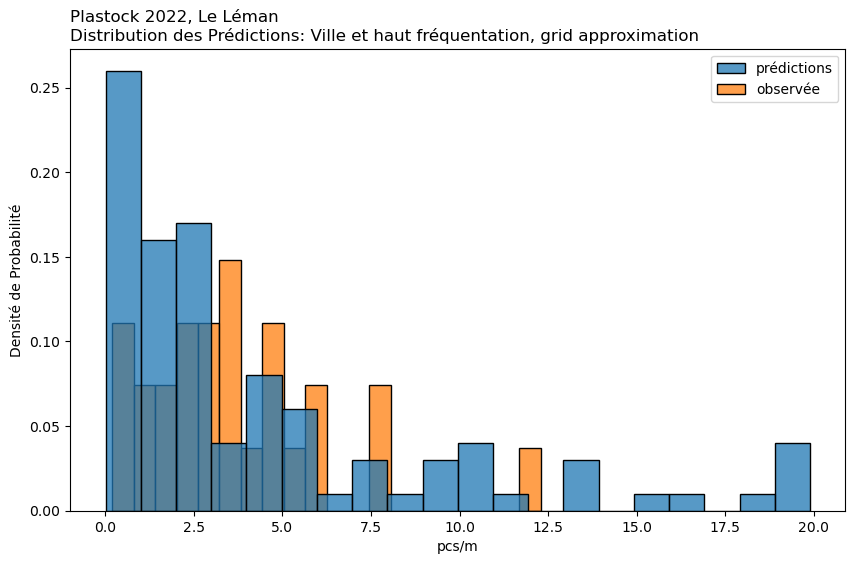 Plastock 2022, Le Léman
Distribution des Prédictions: Ville et haut fréquentation, grid approximation
prédictions
observée
Densité de Probabilité
0.25
0.20
0.15
0.10
0.05
0.00
0.0 2.5 5.0 7.5 10.0 12.5 15.0 17.5 20.0
pcs/m